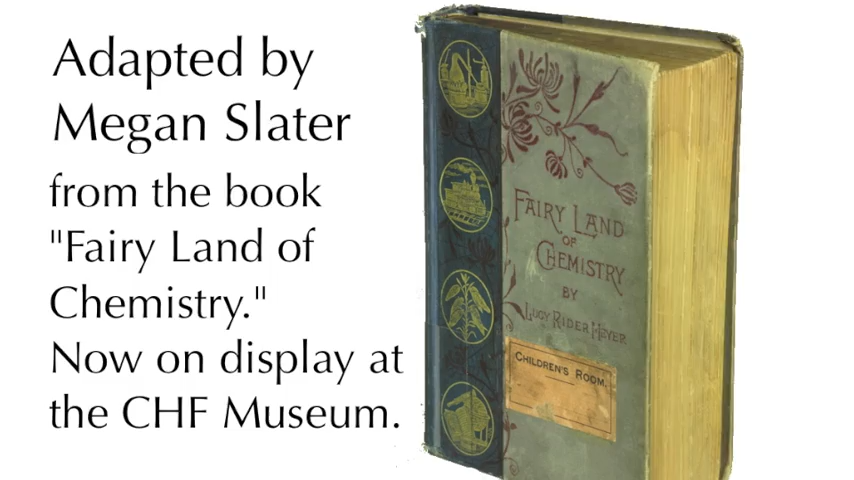 Adapted by
Megan Slater
from the book
"Fairy Land of
Chemistry."
Now on display at
the CHF Museum.
FAIRY LAND
OF
CHEMISTRY
BY
LUCY RIDER MEYER
CHILDREN'S ROOM.